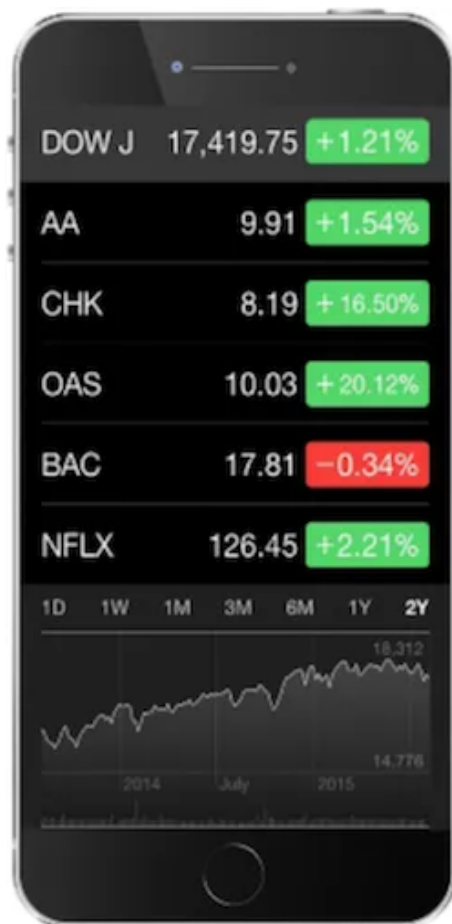 DOW J 17,419.75 +1.21%
AA 9.91 +1.54%
CHK 8.19 +16.50%
OAS 10.03 +20.12%
BAC 17.81 −0.34%
NFLX 126.45 +2.21%
1D 1W 1M 3M 6M 1Y 2Y
18,312
14,776
2014 July 2015